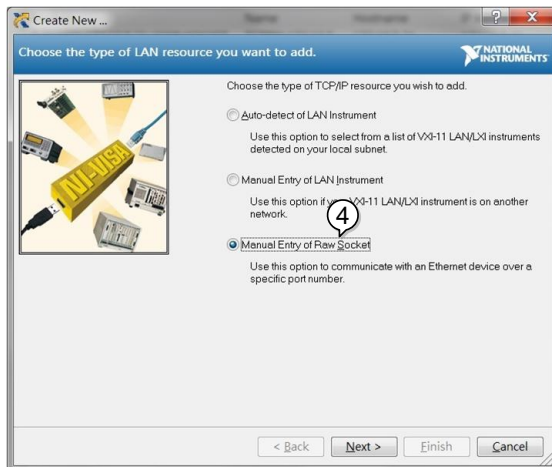 Create New ...
Choose the type of LAN resource you want to add.
NATIONAL
INSTRUMENTS
NI-VISA
Choose the type of TCP/IP resource you wish to add.
Auto-detect of LAN Instrument
Use this option to select from a list of VXI-11 LAN/LXI instruments
detected on your local subnet.
Manual Entry of LAN Instrument
Use this option if VXI-11 LAN/LXI instrument is on another
network.
4
Manual Entry of Raw Socket
Use this option to communicate with an Ethernet device over a
specific port number.
< Back Next > Finish Cancel